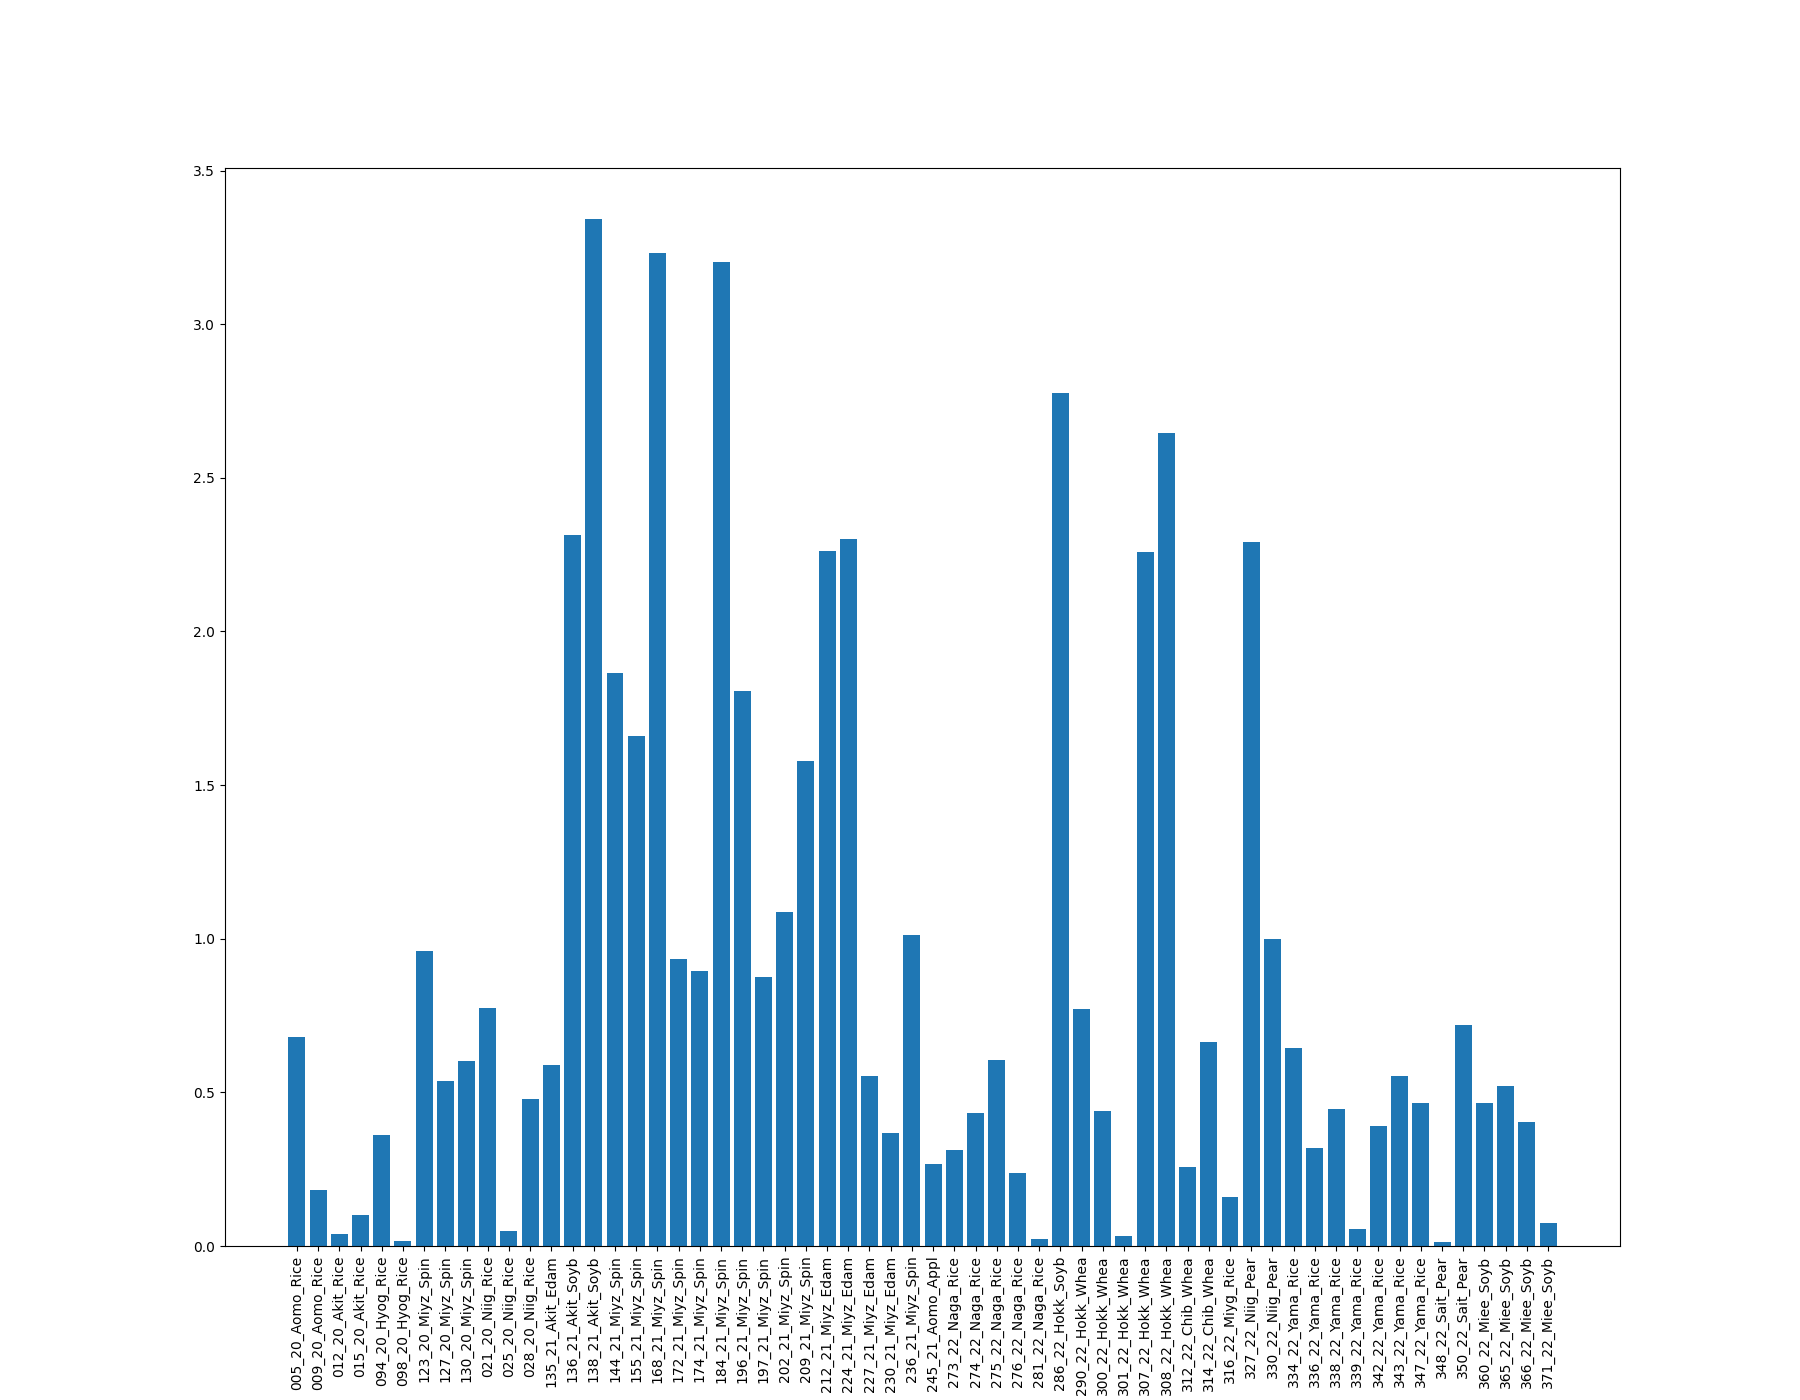 3.5
3.0
2.5
2.0
1.5
1.0
0.5
0.0
005_20_Aomo_Rice
009_20_Aomo_Rice
012_20_Akit_Rice
015_20_Akit_Rice
094_20_Hyog_Rice
098_20_Hyog_Rice
123_20_Miyz_Spin
127_20_Miyz_Spin
130_20_Miyz_Spin
021_20_Niig_Rice
025_20_Niig_Rice
028_20_Niig_Rice
135_21_Akit_Edam
136_21_Akit_Soyb
138_21_Akit_Soyb
144_21_Miyz_Spin
155_21_Miyz_Spin
168_21_Miyz_Spin
172_21_Miyz_Spin
174_21_Miyz_Spin
184_21_Miyz_Spin
196_21_Miyz_Spin
197_21_Miyz_Spin
202_21_Miyz_Spin
209_21_Miyz_Spin
212_21_Miyz_Edam
224_21_Miyz_Edam
227_21_Miyz_Edam
230_21_Miyz_Edam
236_21_Miyz_Spin
245_21_Aomo_Appl
273_22_Naga_Rice
274_22_Naga_Rice
275_22_Naga_Rice
276_22_Naga_Rice
281_22_Naga_Rice
286_22_Hokk_Soyb
290_22_Hokk_Whea
300_22_Hokk_Whea
301_22_Hokk_Whea
307_22_Hokk_Whea
308_22_Hokk_Whea
312_22_Chib_Whea
314_22_Chib_Whea
316_22_Miyg_Rice
327_22_Niig_Pear
330_22_Niig_Pear
334_22_Yama_Rice
336_22_Yama_Rice
338_22_Yama_Rice
339_22_Yama_Rice
342_22_Yama_Rice
343_22_Yama_Rice
347_22_Yama_Rice
348_22_Sait_Pear
350_22_Sait_Pear
360_22_Miee_Soyb
365_22_Miee_Soyb
366_22_Miee_Soyb
371_22_Miee_Soyb